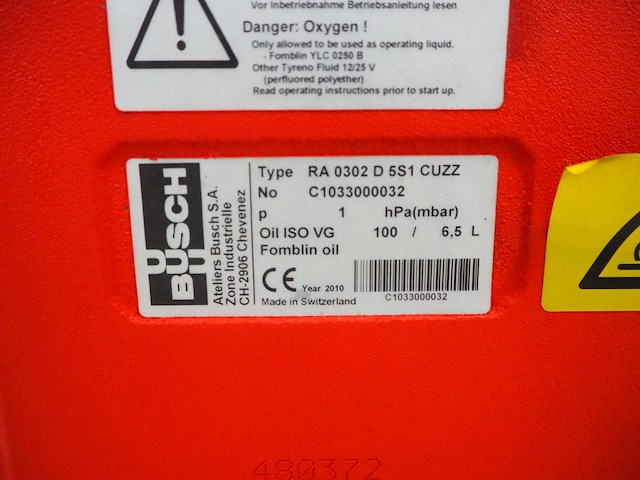 Vor Inbetriebnahme Betriebsanleitung lesen
Danger: Oxygen !
Only allowed to be used as operating liquid.
- Fomblin YLC 0250 B
Other Tyreno Fluid 12/25 V
(perfluored polyether)
Read operating instructions prior to start up.
BUSCH
Ateliers Busch S.A.
Zone Industrielle
CH-2906 Chevenez
Type RA 0302 D 5S1 CUZZ
No C1033000032
p 1 hPa(mbar)
Oil ISO VG 100 / 6,5 L
Fomblin oil
CE Year 2010
Made in Switzerland
C1033000032
480372